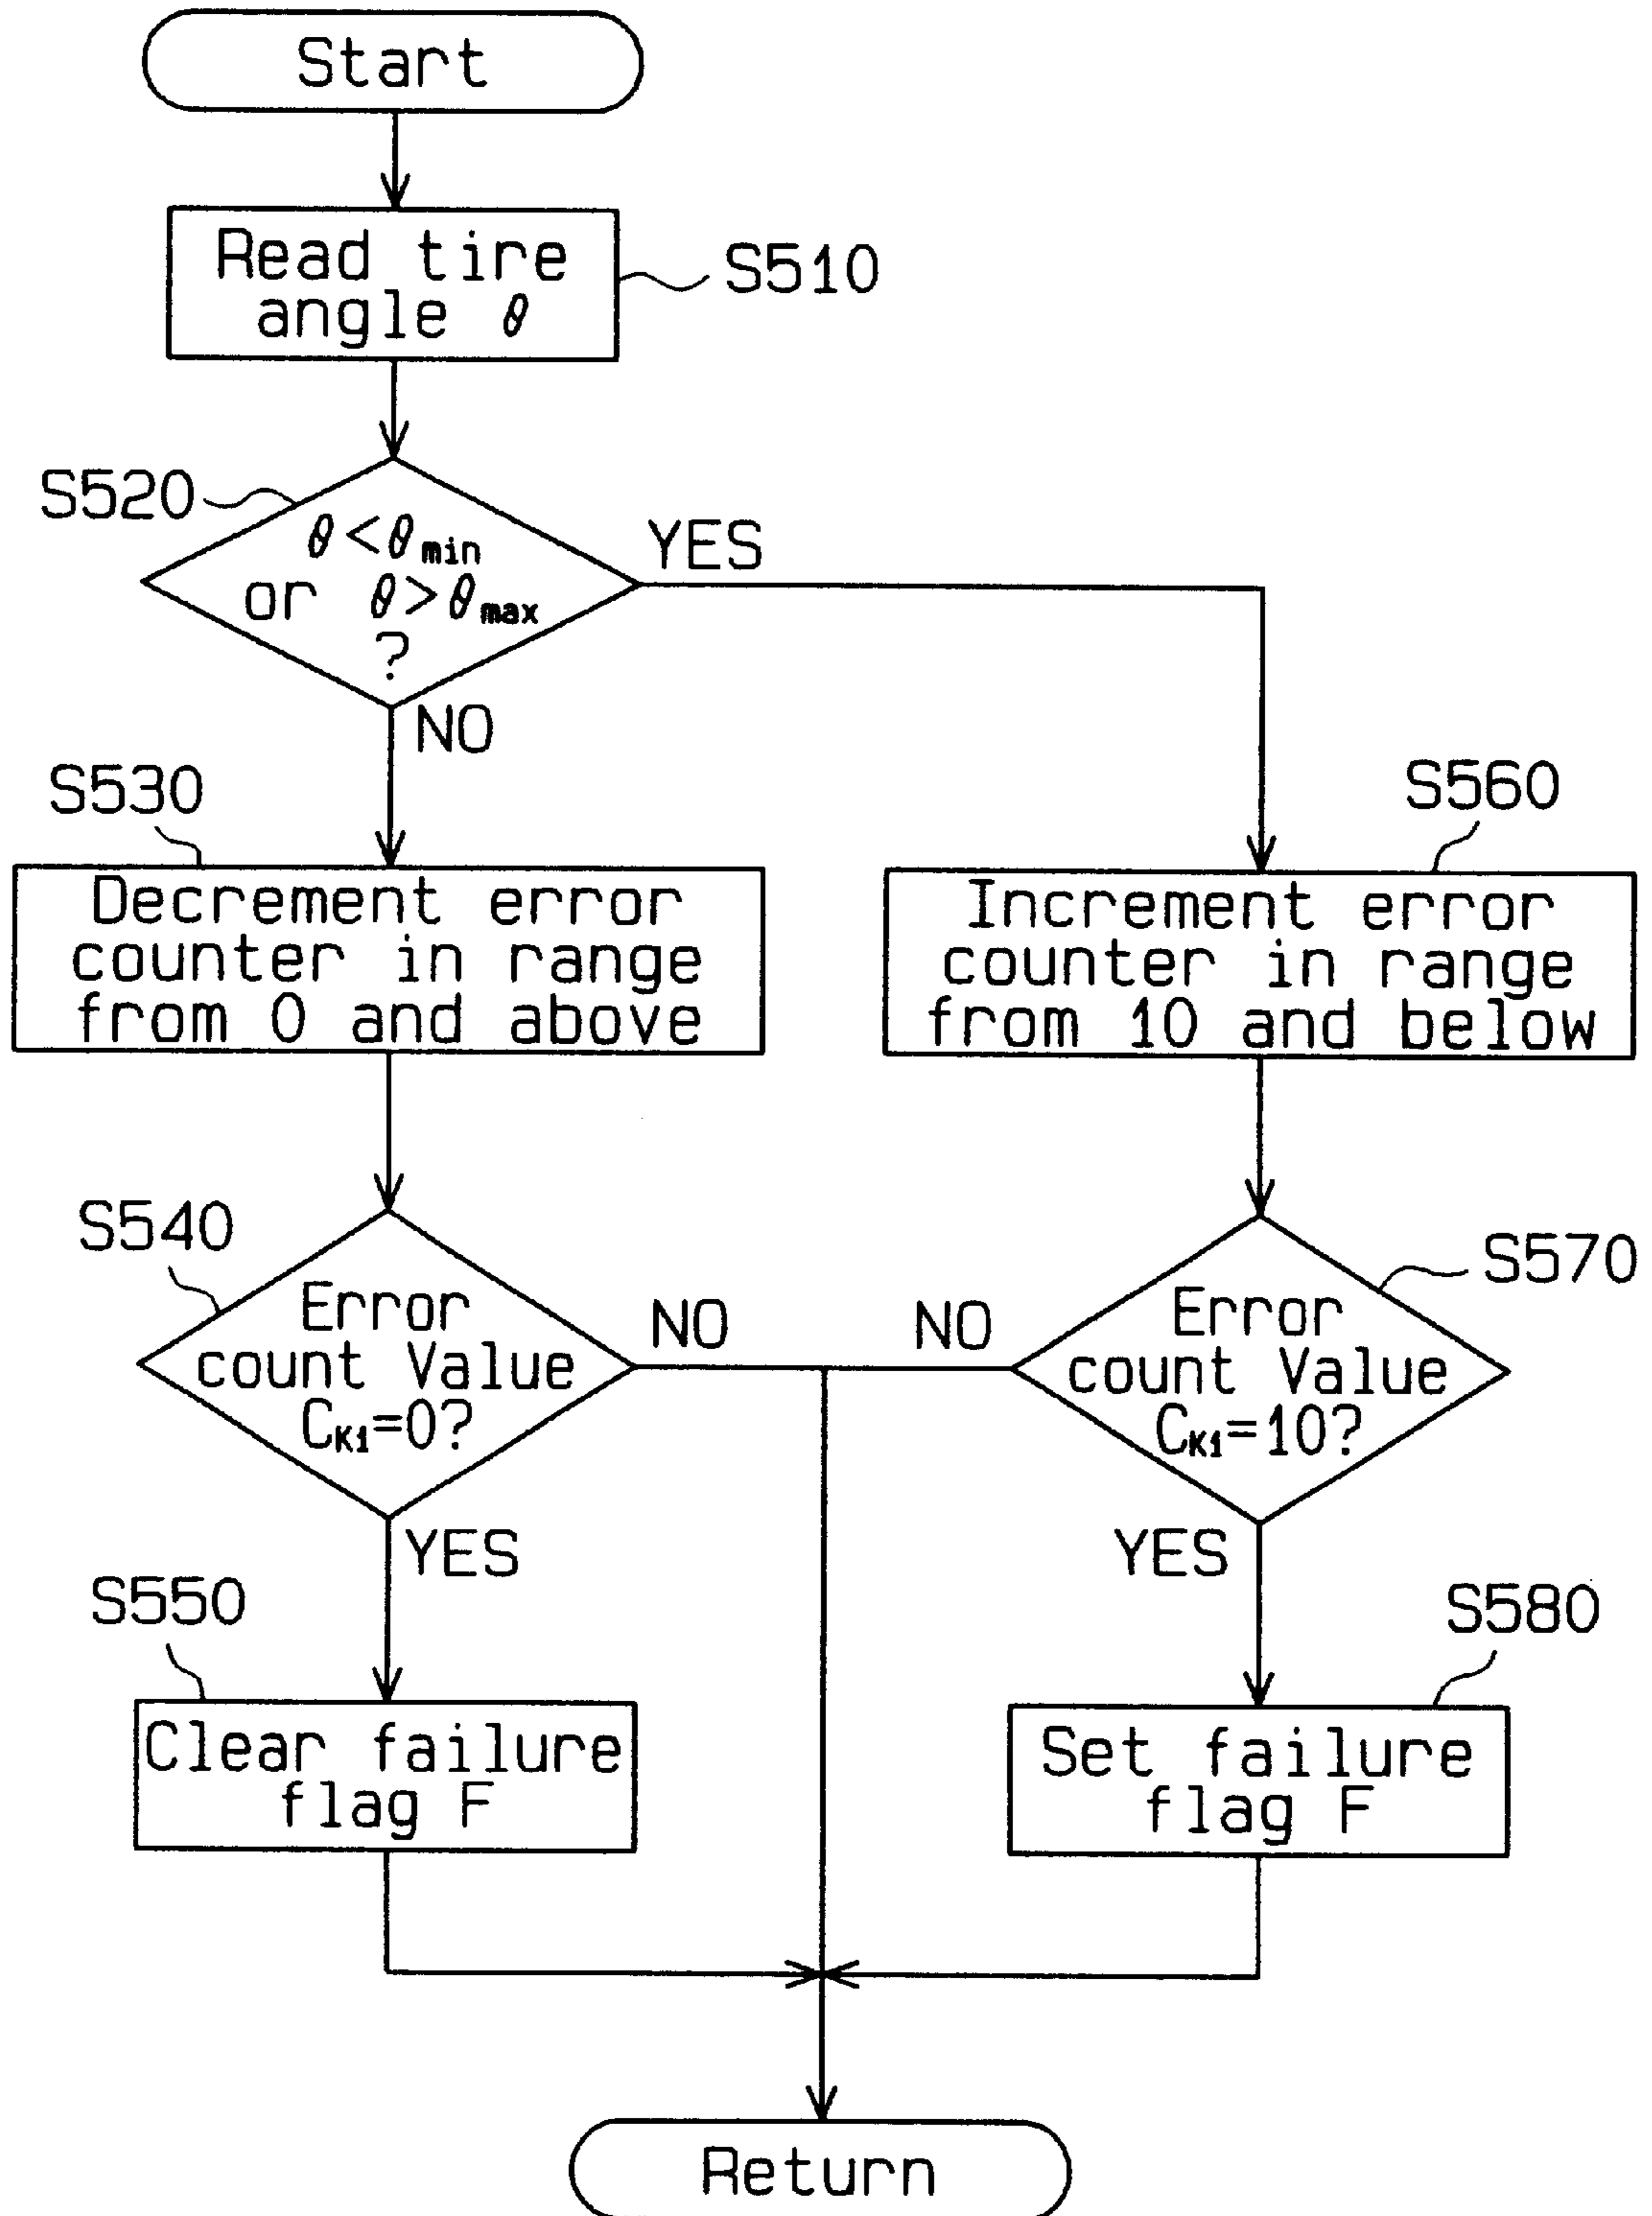 Start
Read tire
angle θ
S510
S520
θ<θmin
or θ>θmax
?
YES
NO
S530
Decrement error
counter in range
from 0 and above
S560
Increment error
counter in range
from 10 and below
S540
Error
count Value
CK1=0?
NO
NO
S570
Error
count Value
CK1=10?
YES
YES
S550
Clear failure
flag F
S580
Set failure
flag F
Return